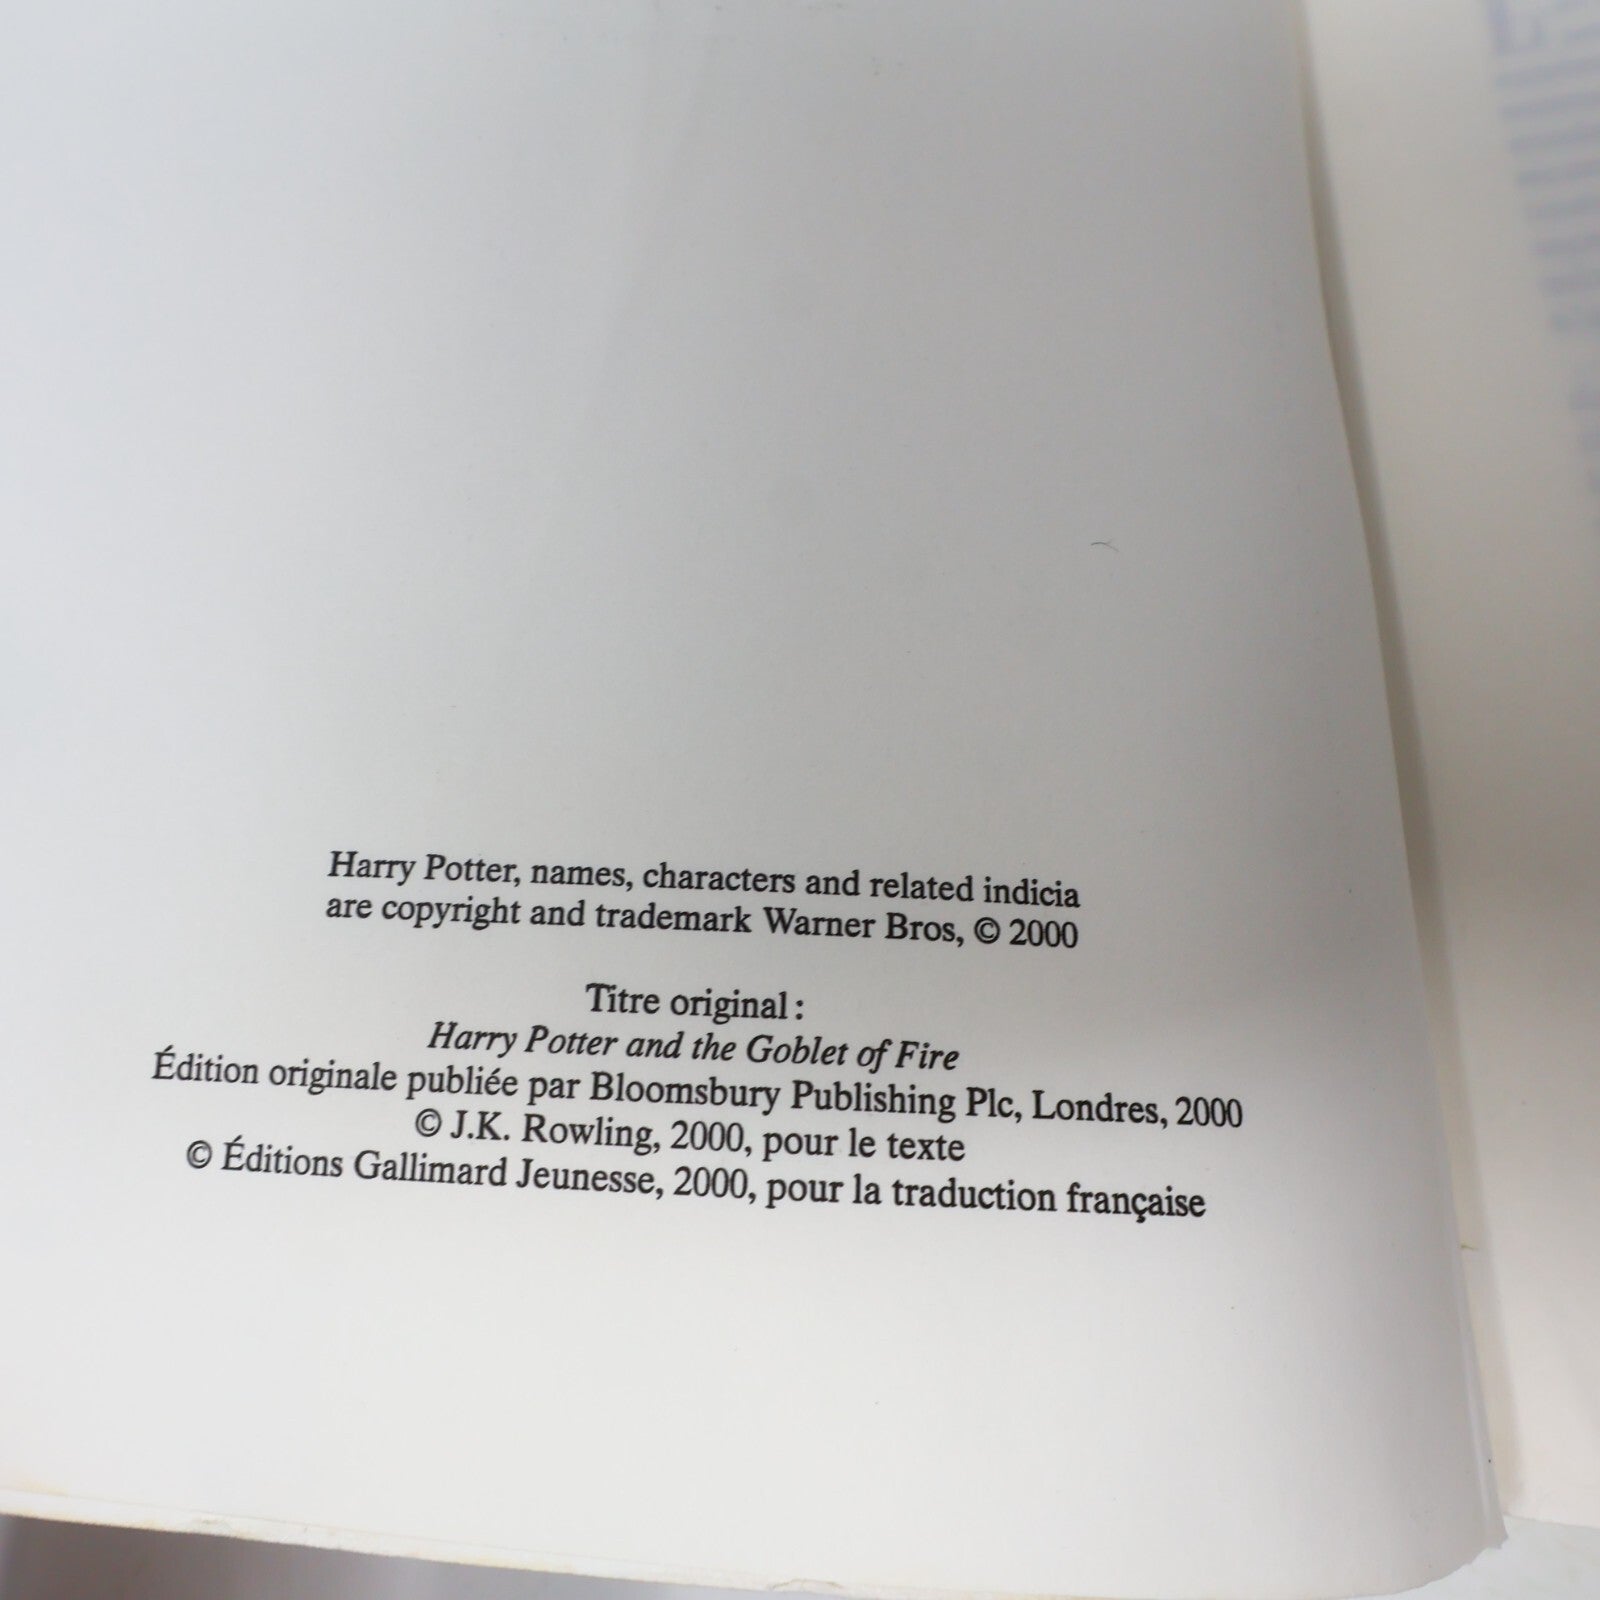 Harry Potter, names, characters and related indicia
are copyright and trademark Warner Bros, © 2000
Titre original :
Harry Potter and the Goblet of Fire
Édition originale publiée par Bloomsbury Publishing Plc, Londres, 2000
© J.K. Rowling, 2000, pour le texte
© Éditions Gallimard Jeunesse, 2000, pour la traduction française